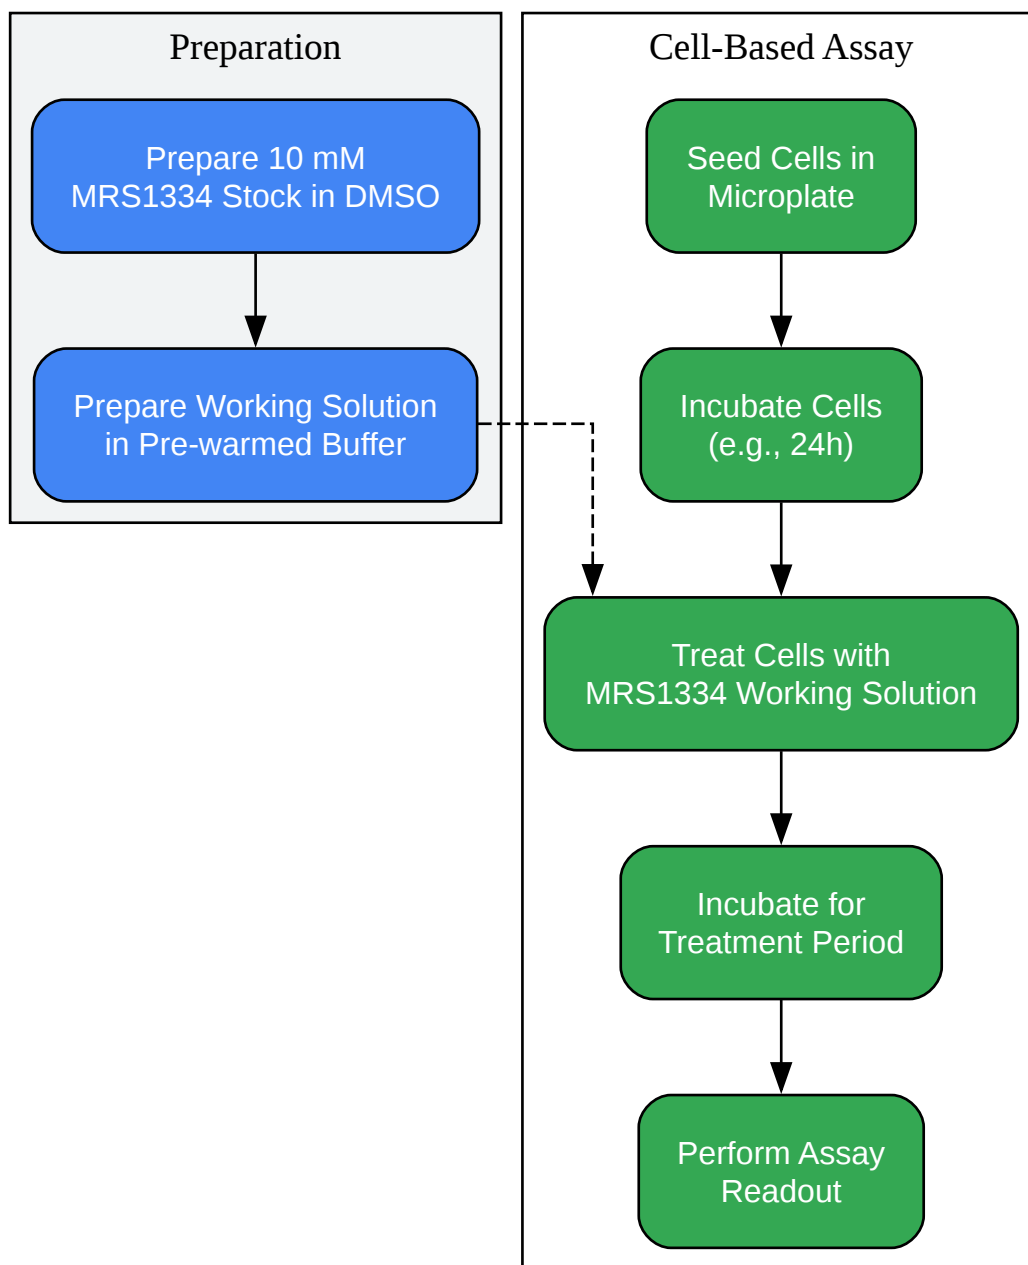 Preparation
Prepare 10 mM
MRS1334 Stock in DMSO
Prepare Working Solution
in Pre-warmed Buffer
Cell-Based Assay
Seed Cells in
Microplate
Incubate Cells
(e.g., 24h)
Treat Cells with
MRS1334 Working Solution
Incubate for
Treatment Period
Perform Assay
Readout